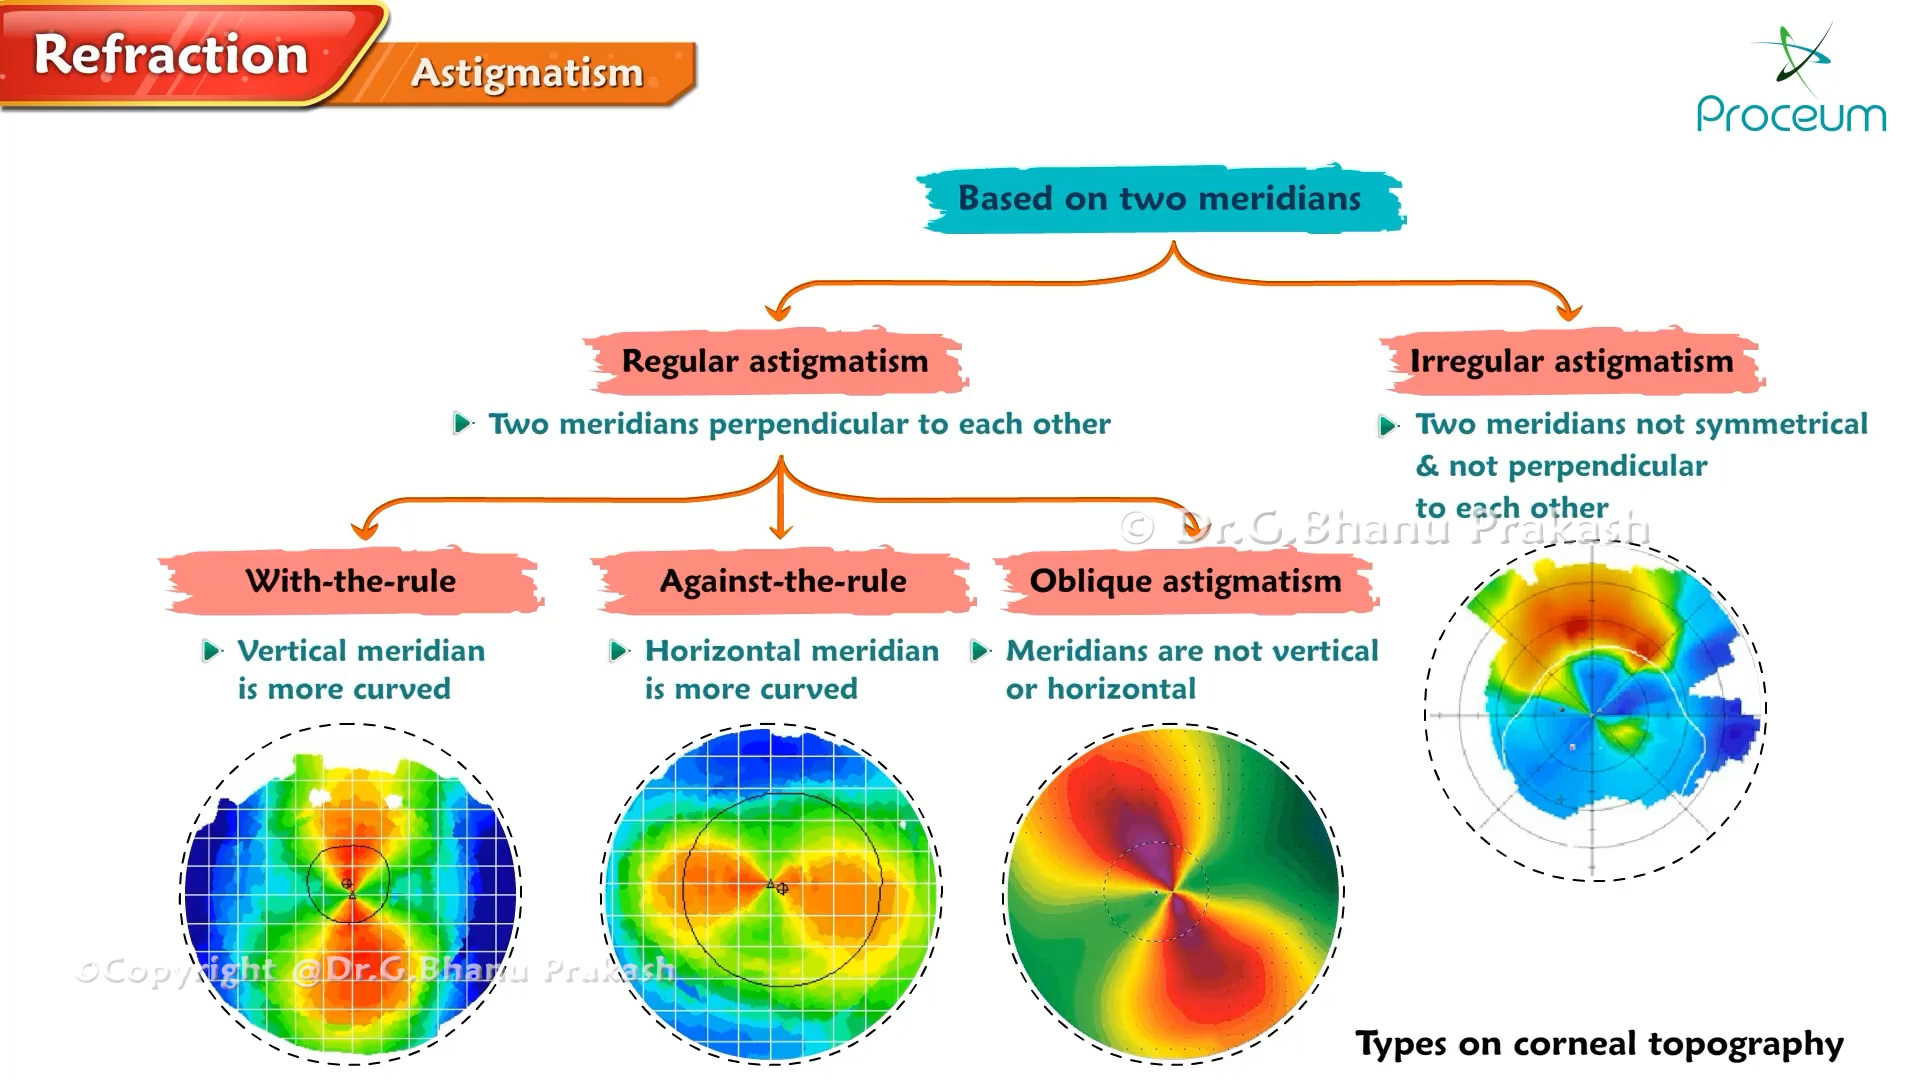 Refraction
Astigmatism
Proceum
Based on two meridians
Regular astigmatism
Two meridians perpendicular to each other
Irregular astigmatism
Two meridians not symmetrical
& not perpendicular
to each other
© Dr.G.Bhanu Prakash
With-the-rule
Vertical meridian
is more curved
Against-the-rule
Horizontal meridian
is more curved
Oblique astigmatism
Meridians are not vertical
or horizontal
©Copyright @Dr.G.Bhanu Prakash
Types on corneal topography